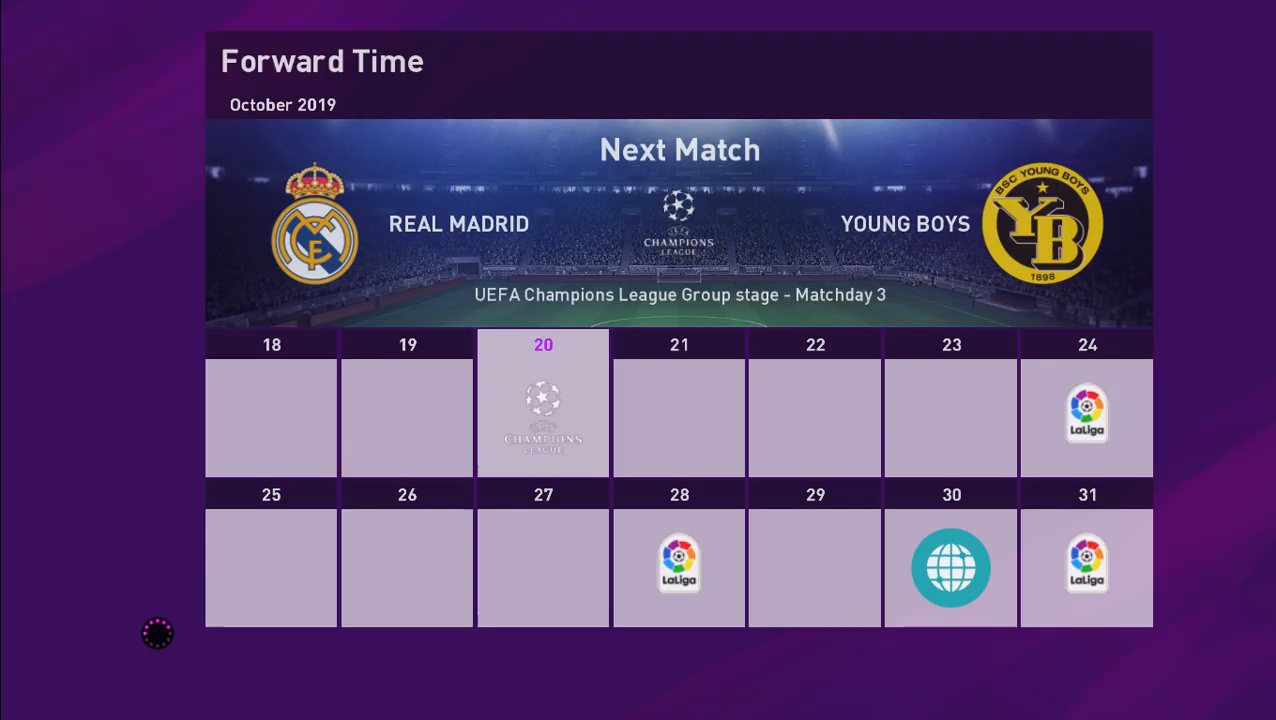 Forward Time
October 2019
Next Match
REAL MADRID
CHAMPIONS
LEAGUE
YOUNG BOYS
BSC YOUNG BOYS
YB
1898
UEFA Champions League Group stage - Matchday 3
18 19 20 21 22 23 24
CHAMPIONS
LEAGUE
LaLiga
25 26 27 28 29 30 31
LaLiga
LaLiga